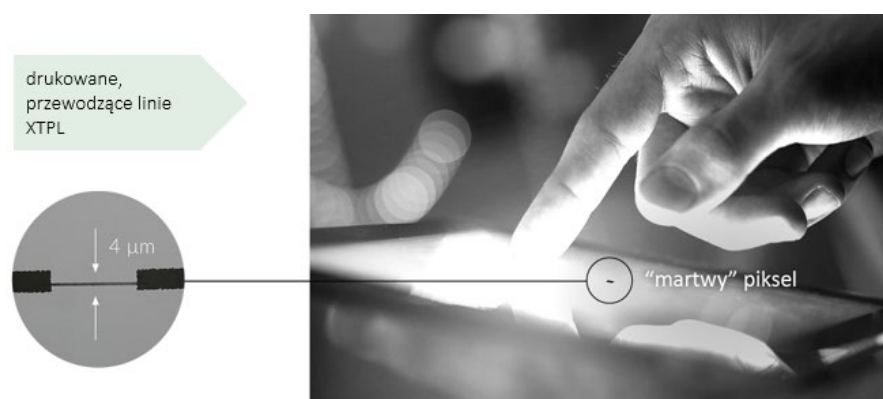 drukowane,
przewodzące linie
XTPL
4 µm
“martwy” piksel